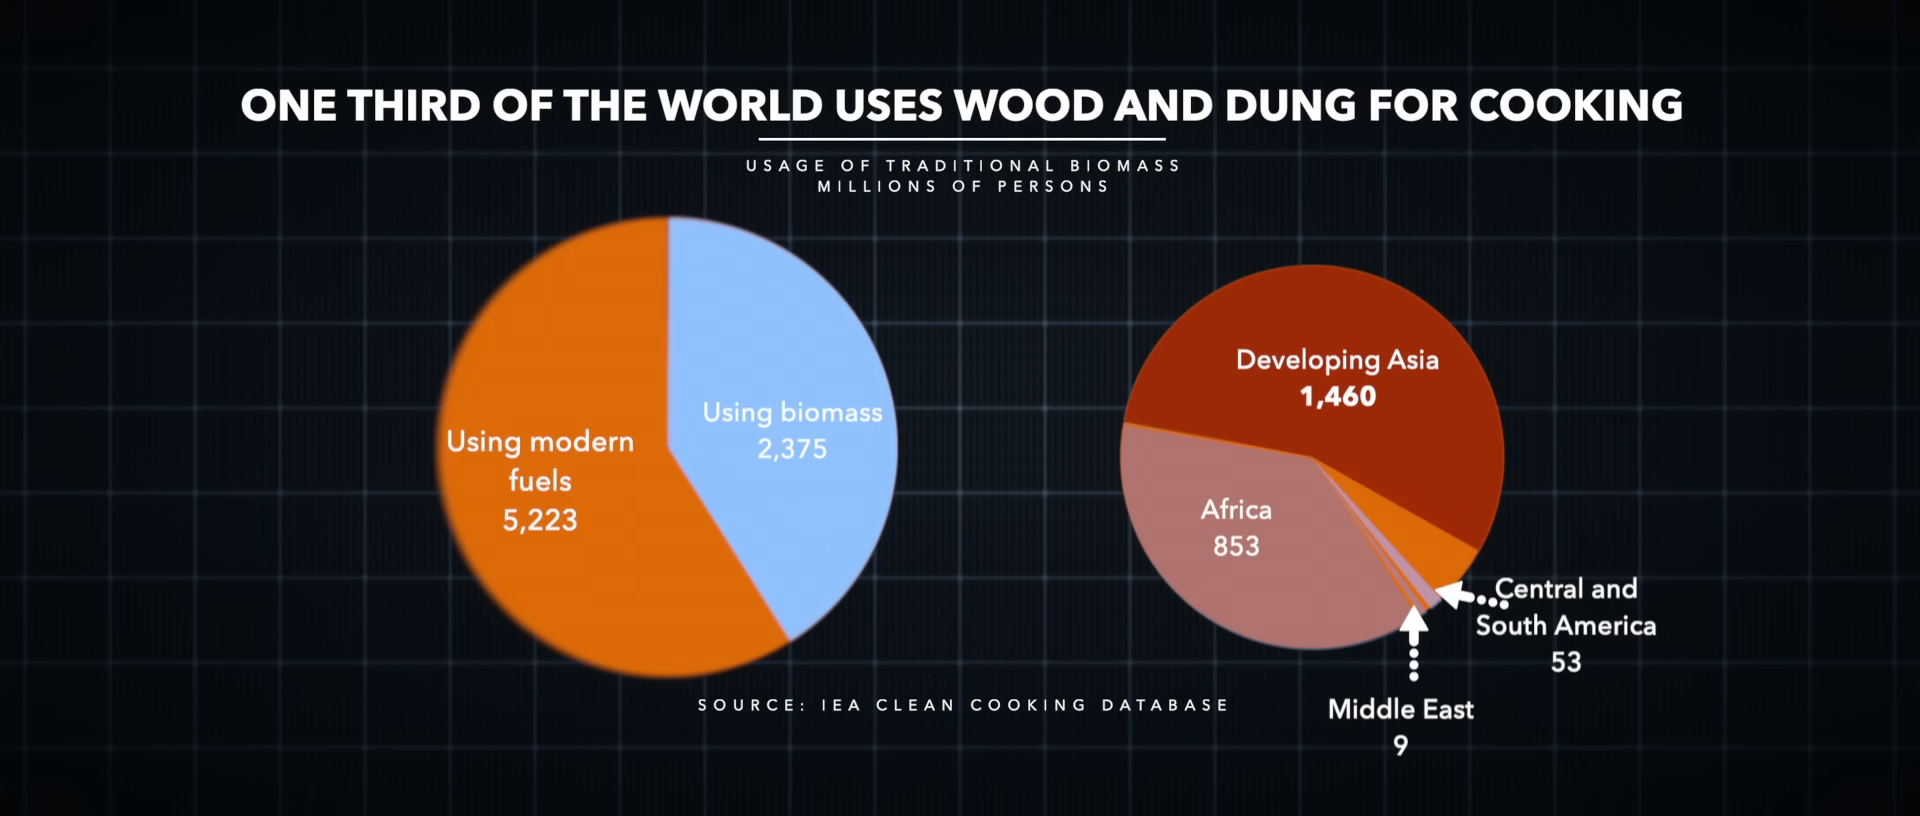 ONE THIRD OF THE WORLD USES WOOD AND DUNG FOR COOKING
USAGE OF TRADITIONAL BIOMASS
MILLIONS OF PERSONS
Using modern
fuels
5,223
Using biomass
2,375
Developing Asia
1,460
Africa
853
Central and
South America
53
Middle East
9
SOURCE: IEA CLEAN COOKING DATABASE